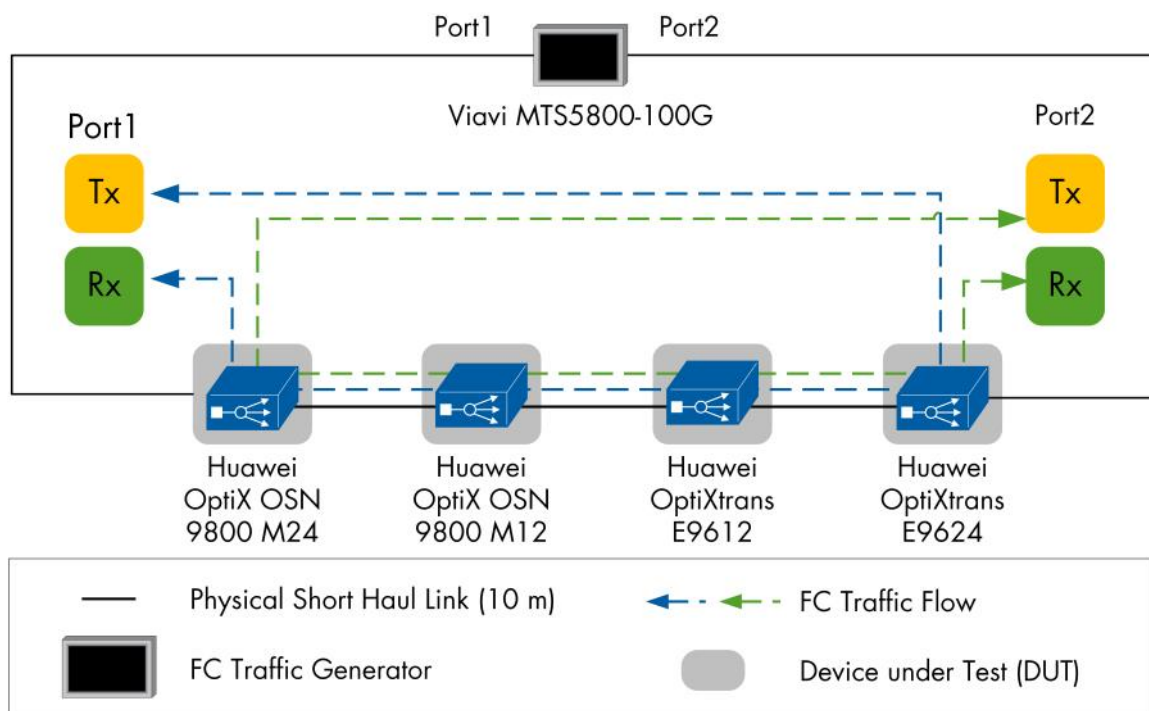 Port1
Port2
Viavi MTS5800-100G
Port1
Port2
Tx
Tx
Rx
Rx
Huawei
OptiX OSN
9800 M24
Huawei
OptiX OSN
9800 M12
Huawei
OptiXtrans
E9612
Huawei
OptiXtrans
E9624
Physical Short Haul Link (10 m)
FC Traffic Flow
FC Traffic Generator
Device under Test (DUT)